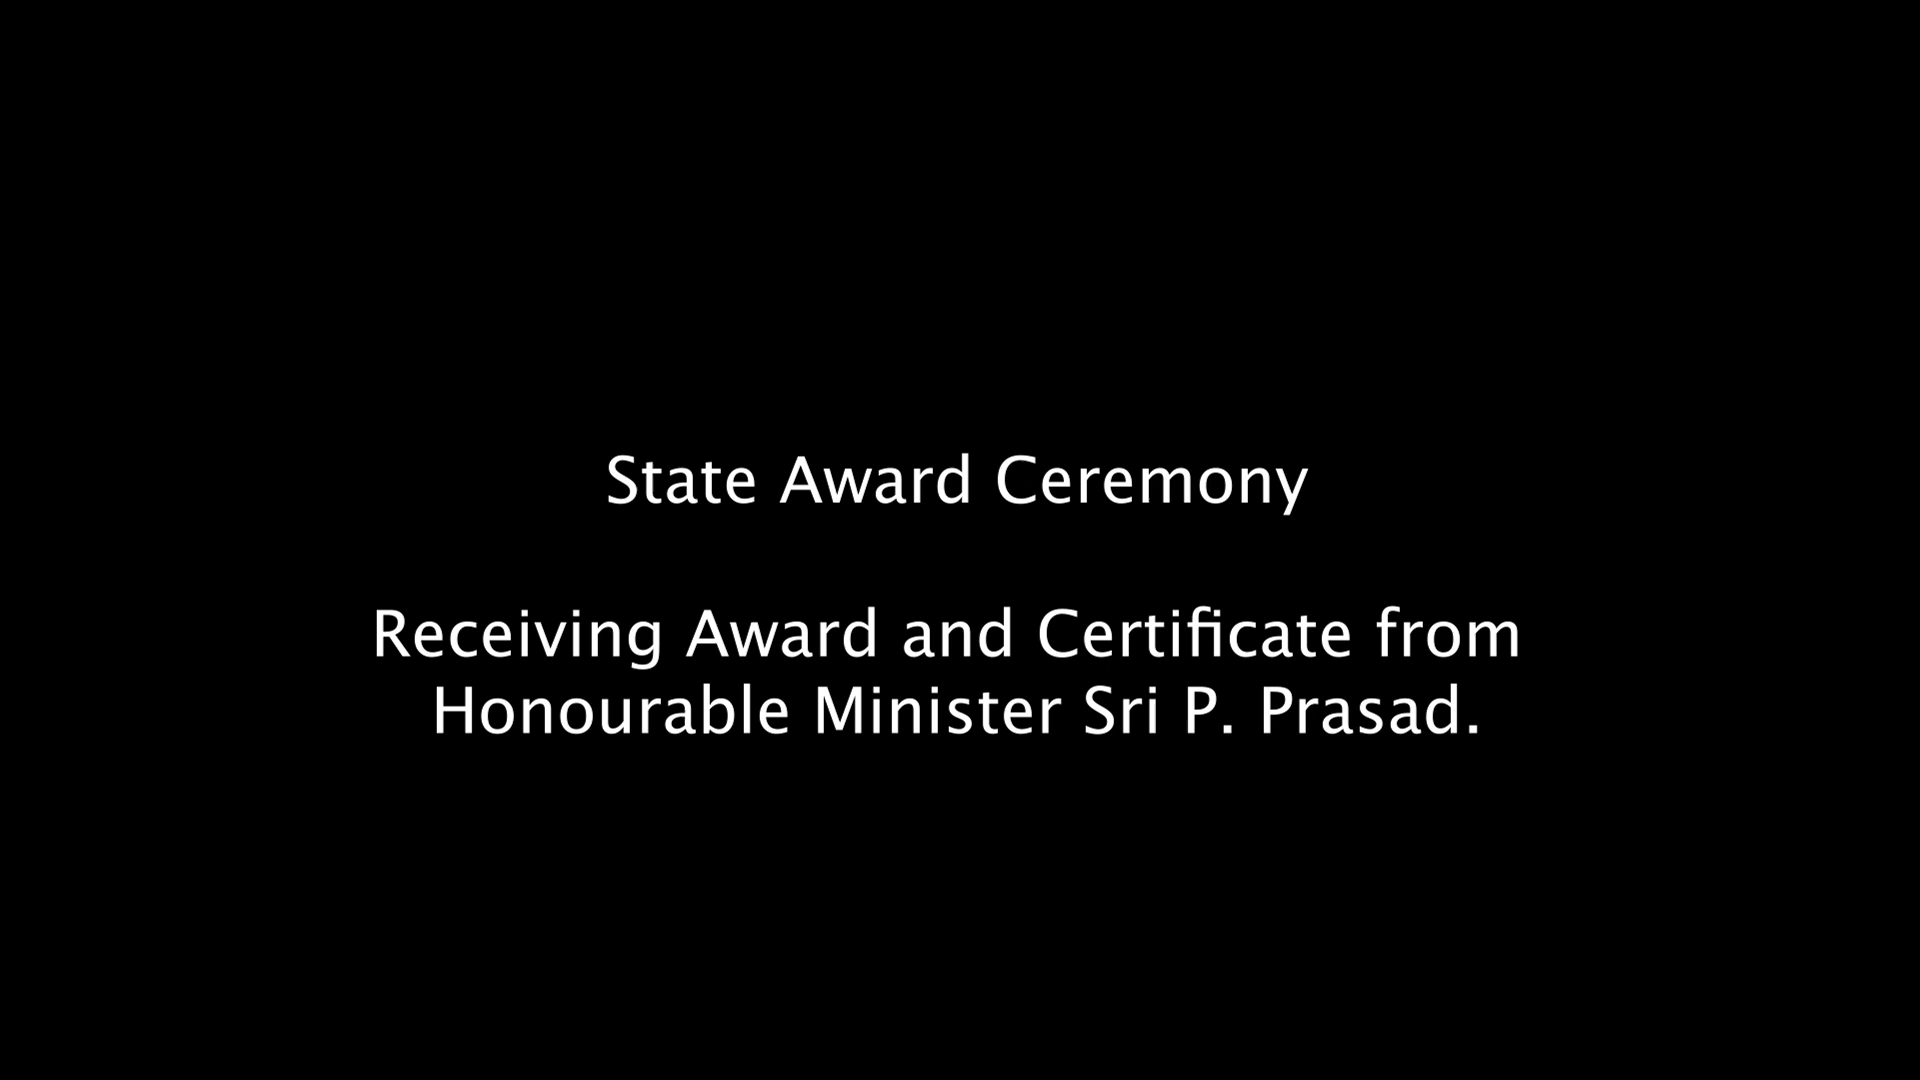 State Award Ceremony
Receiving Award and Certificate from
Honourable Minister Sri P. Prasad.